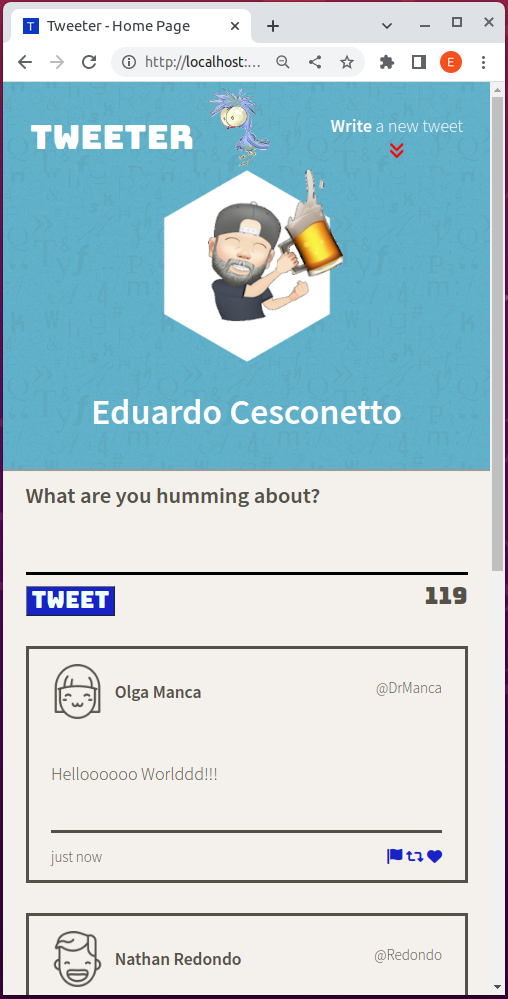 T Tweeter - Home Page
http://localhost:... E
TWEETER
Write a new tweet
Eduardo Cesconetto
What are you humming about?
TWEET 119
Olga Manca @DrManca
Helloooooo Worlddd!!!
just now
Nathan Redondo @Redondo